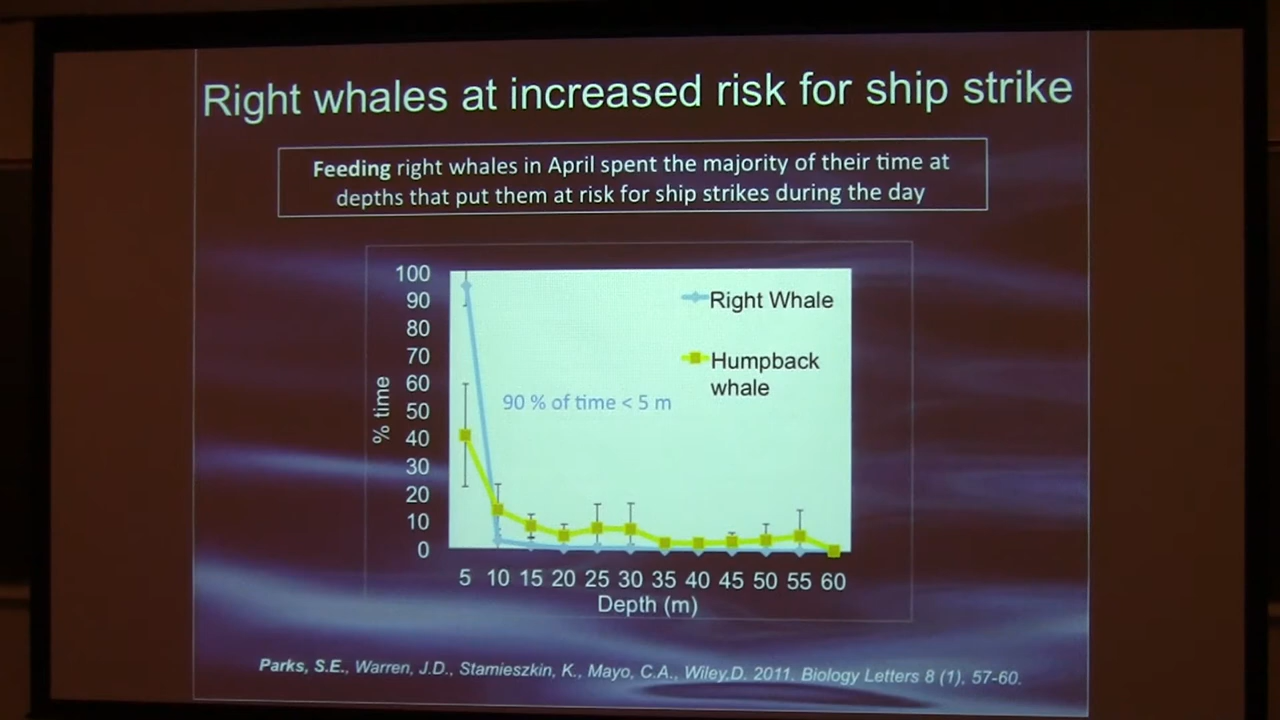 Right whales at increased risk for ship strike
Feeding right whales in April spent the majority of their time at
depths that put them at risk for ship strikes during the day
100
90
80
70
60
50
40
30
20
10
0
% time
Right Whale
Humpback
whale
90 % of time < 5 m
5 10 15 20 25 30 35 40 45 50 55 60
Depth (m)
Parks, S.E., Warren, J.D., Stamieszkin, K., Mayo, C.A., Wiley,D. 2011. Biology Letters 8 (1), 57-60.